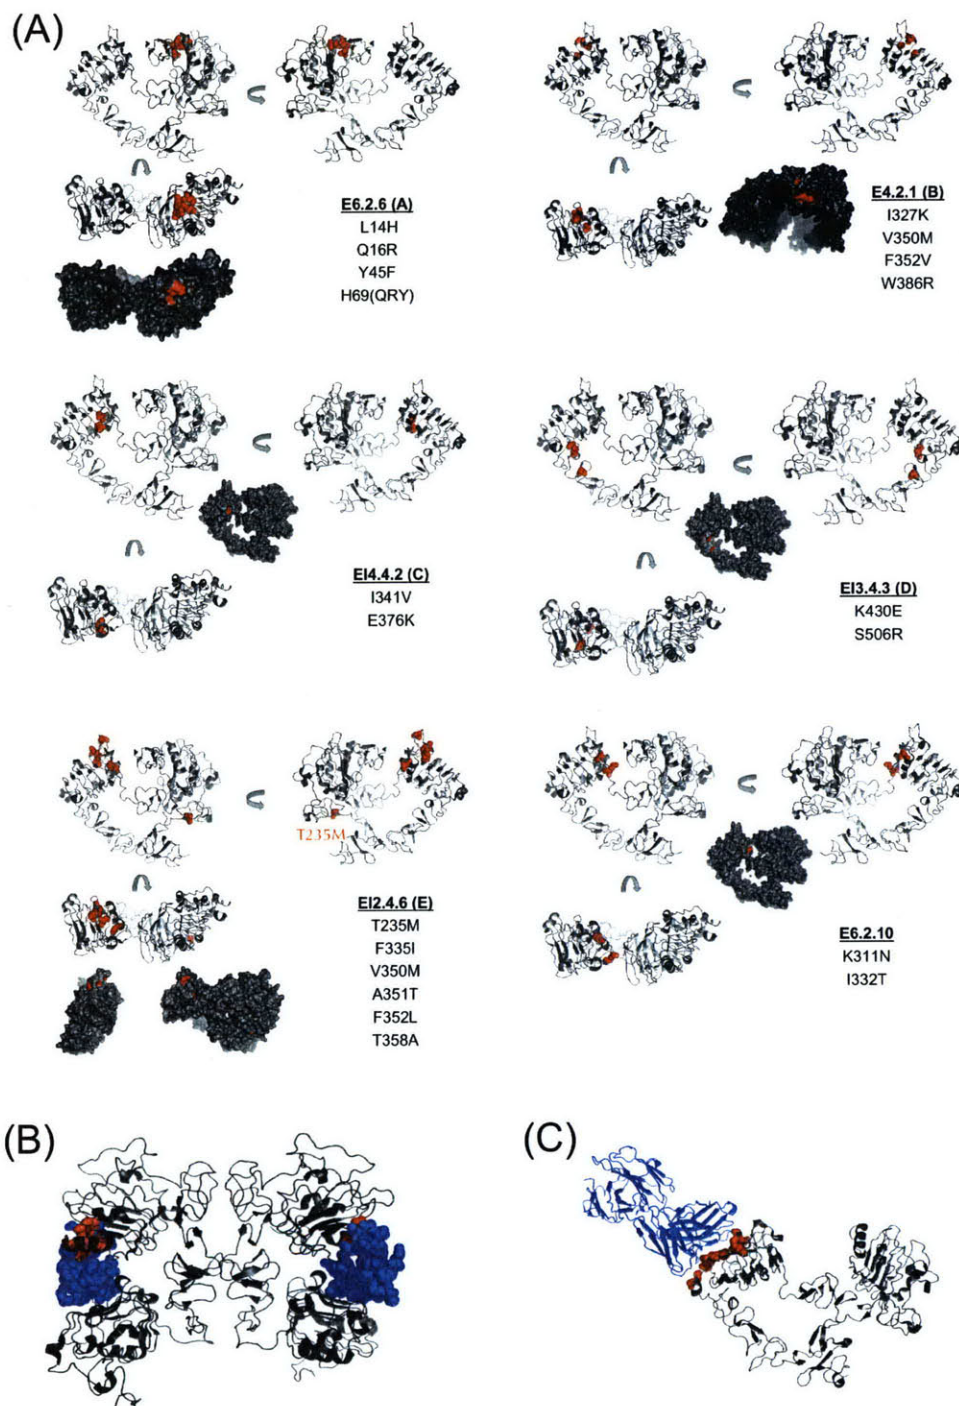 (A)
E6.2.6 (A)
L14H
Q16R
Y45F
H69(QRY)
E4.2.1 (B)
I327K
V350M
F352V
W386R
EI4.4.2 (C)
I341V
E376K
EI3.4.3 (D)
K430E
S506R
T235M
EI2.4.6 (E)
T235M
F335I
V350M
A351T
F352L
T358A
E6.2.10
K311N
I332T
(B)
(C)